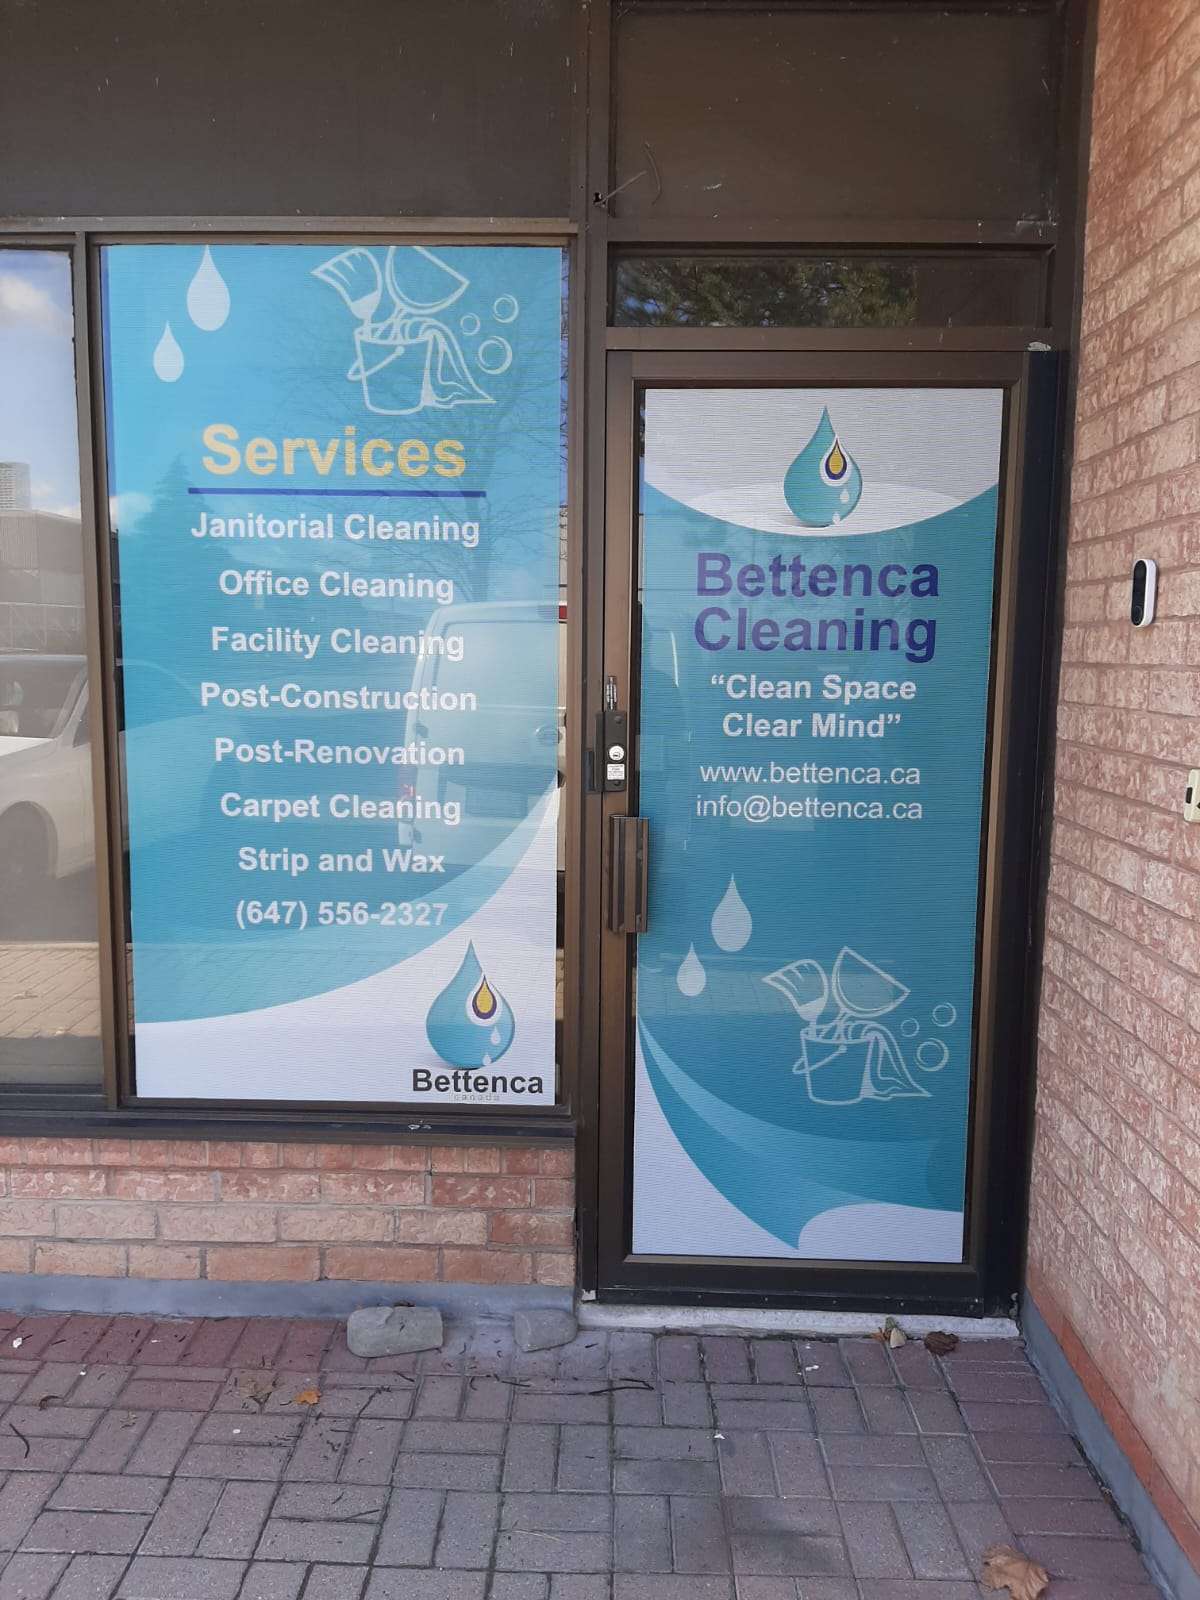 Services
Janitorial Cleaning
Office Cleaning
Facility Cleaning
Post-Construction
Post-Renovation
Carpet Cleaning
Strip and Wax
(647) 556-2327
Bettenca
canada
Bettenca
Cleaning
“Clean Space
Clear Mind”
www.bettenca.ca
info@bettenca.ca